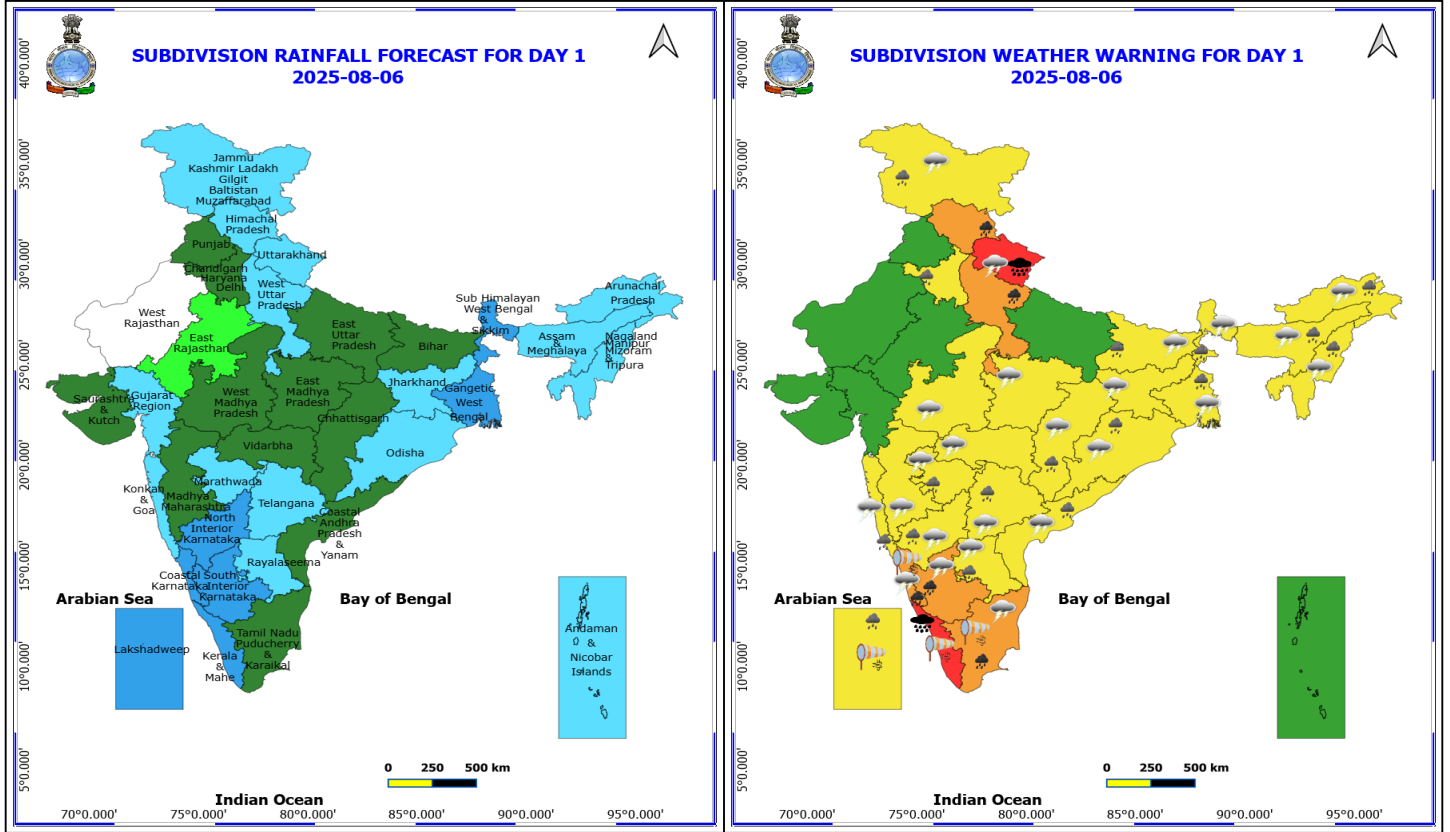 SUBDIVISION RAINFALL FORECAST FOR DAY 1
2025-08-06
40°0.000'
35°0.000'
30°0.000'
25°0.000'
20°0.000'
15°0.000'
10°0.000'
5°0.000'
Jammu
Kashmir Ladakh
Gilgit
Baltistan
Muzaffarabad
Himachal
Pradesh
Punjab
Uttarakhand
Chandigarh
Haryana
Delhi
West
Uttar
Pradesh
West
Rajasthan
East
Rajasthan
East
Uttar
Pradesh
Bihar
Sub Himalayan
West Bengal
&
Sikkim
Arunachal
Pradesh
Assam
&
Meghalaya
Nagaland
Manipur
Mizoram
&
Tripura
Saurashtra
&
Kutch
Gujarat
Region
West
Madhya
Pradesh
East
Madhya
Pradesh
Jharkhand
Gangetic
West
Bengal
Chhattisgarh
Vidarbha
Odisha
Konkan
&
Goa
Madhya
Maharashtra
Marathwada
Telangana
North
Interior
Karnataka
Coastal
Andhra
Pradesh
&
Yanam
Rayalaseema
Coastal
Karnataka
South
Interior
Karnataka
Arabian Sea
Bay of Bengal
Lakshadweep
Kerala
&
Mahe
Tamil Nadu
Puducherry
&
Karaikal
Andaman
&
Nicobar
Islands
0 250 500 km
Indian Ocean
70°0.000' 75°0.000' 80°0.000' 85°0.000' 90°0.000' 95°0.000'
SUBDIVISION WEATHER WARNING FOR DAY 1
2025-08-06
40°0.000'
35°0.000'
30°0.000'
25°0.000'
20°0.000'
15°0.000'
10°0.000'
5°0.000'
Arabian Sea
Bay of Bengal
0 250 500 km
Indian Ocean
70°0.000' 75°0.000' 80°0.000' 85°0.000' 90°0.000' 95°0.000'